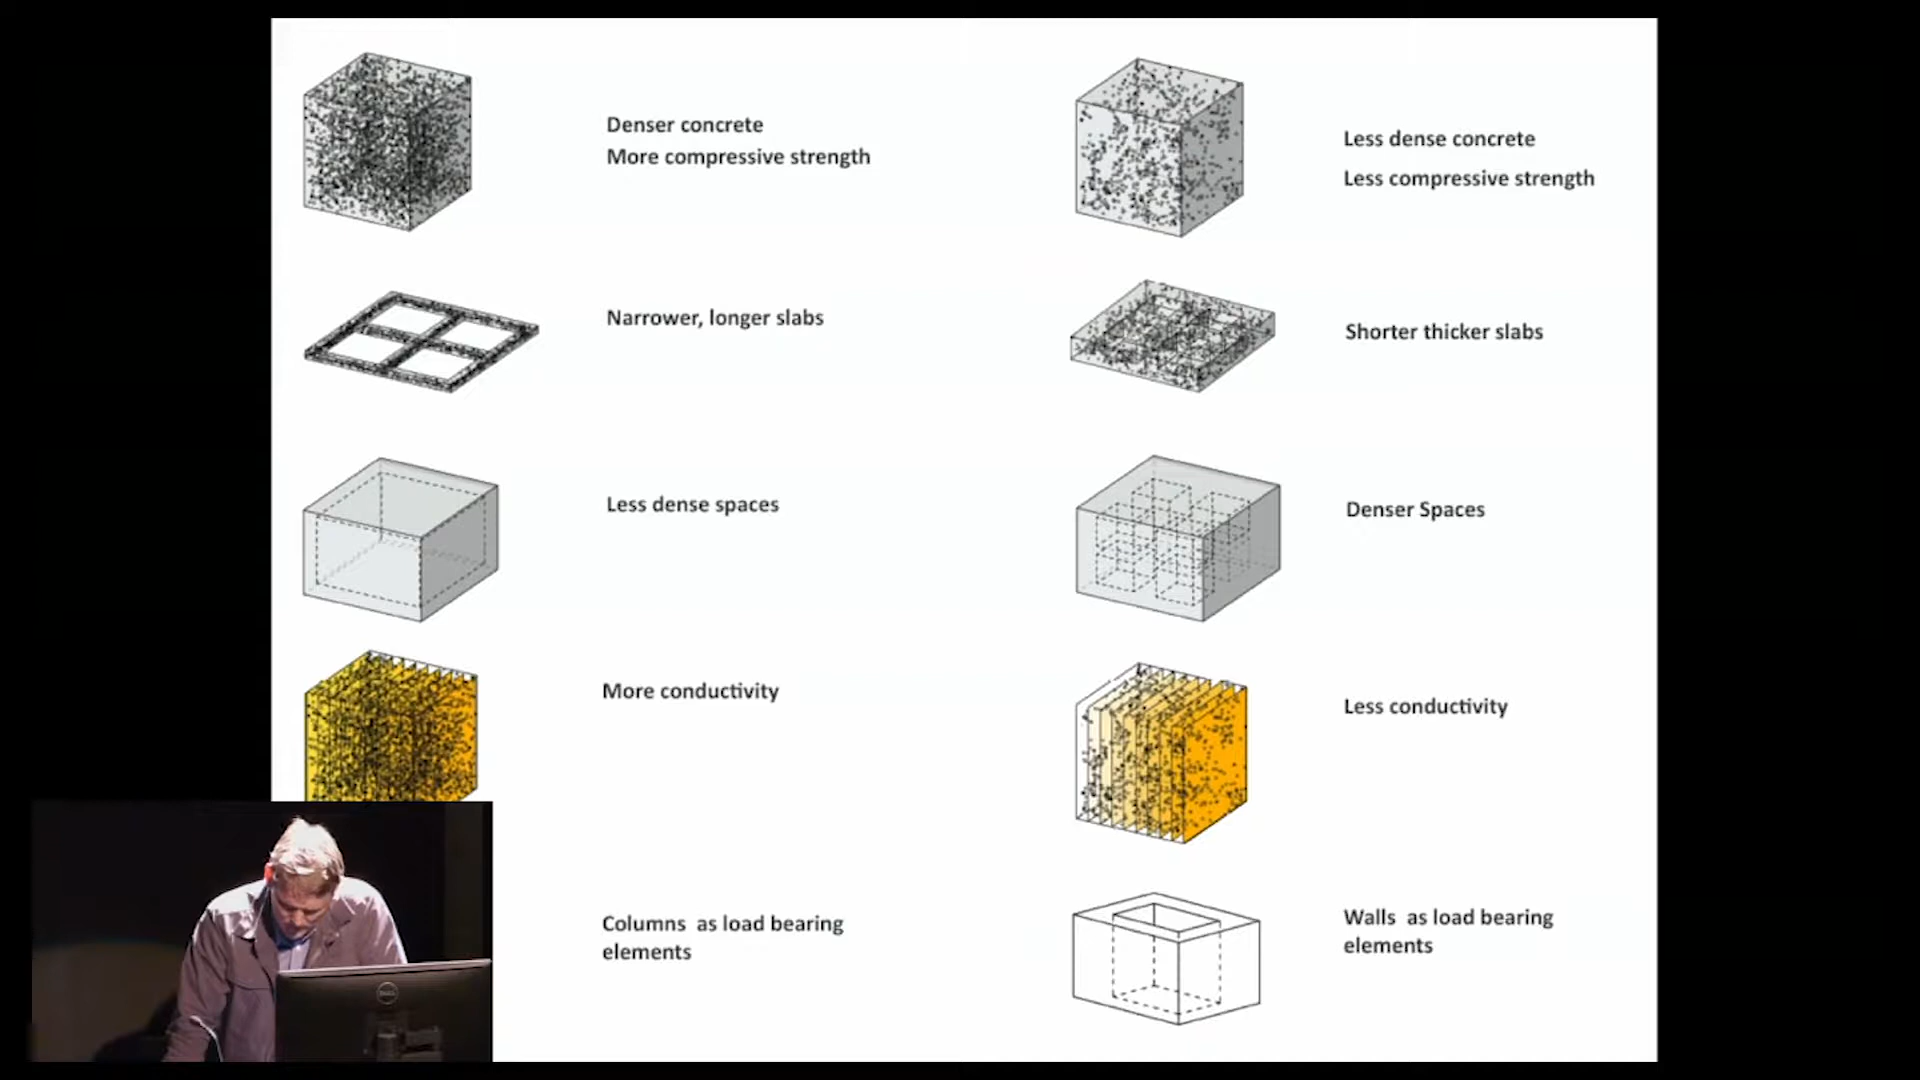 Denser concrete
More compressive strength
Less dense concrete
Less compressive strength
Narrower, longer slabs
Shorter thicker slabs
Less dense spaces
Denser Spaces
More conductivity
Less conductivity
Columns as load bearing
elements
Walls as load bearing
elements
DELL